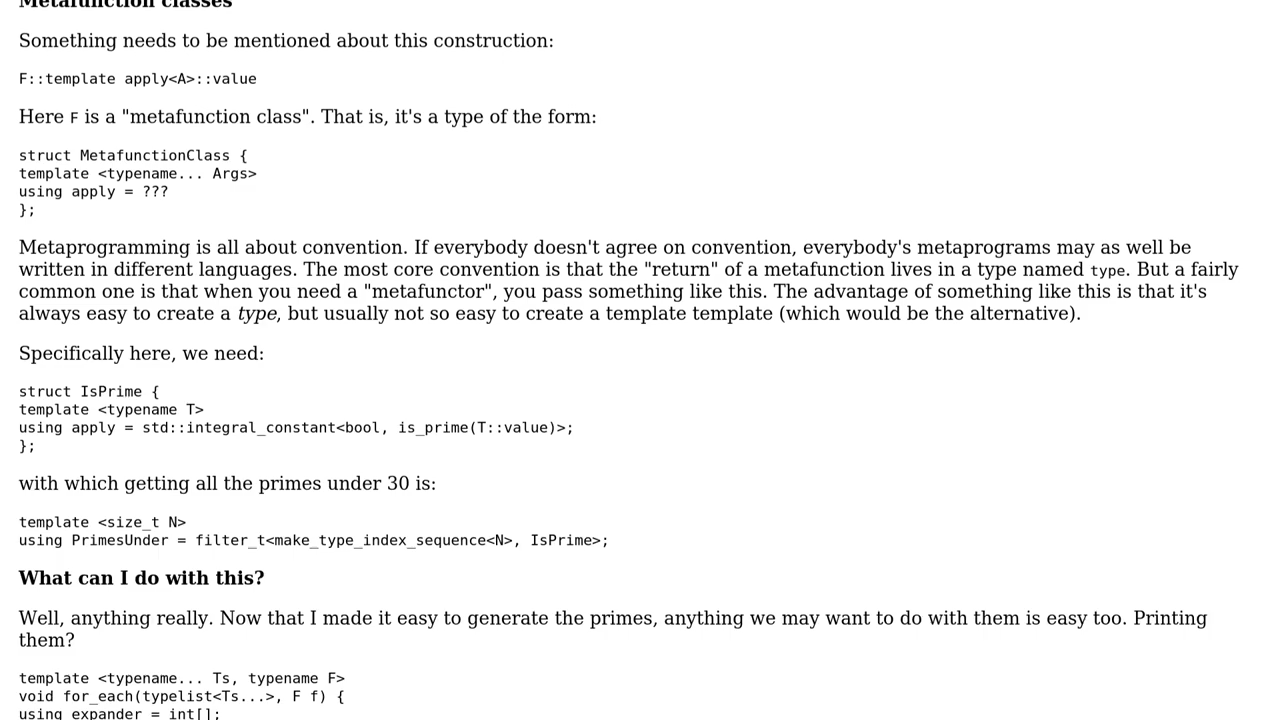 Metafunction classes
Something needs to be mentioned about this construction:
F::template apply<A>::value
Here F is a "metafunction class". That is, it's a type of the form:
struct MetafunctionClass {
template <typename... Args>
using apply = ???
};
Metaprogramming is all about convention. If everybody doesn't agree on convention, everybody's metaprograms may as well be
written in different languages. The most core convention is that the "return" of a metafunction lives in a type named type. But a fairly
common one is that when you need a "metafunctor", you pass something like this. The advantage of something like this is that it's
always easy to create a type, but usually not so easy to create a template template (which would be the alternative).
Specifically here, we need:
struct IsPrime {
template <typename T>
using apply = std::integral_constant<bool, is_prime(T::value)>;
};
with which getting all the primes under 30 is:
template <size_t N>
using PrimesUnder = filter_t<make_type_index_sequence<N>, IsPrime>;
What can I do with this?
Well, anything really. Now that I made it easy to generate the primes, anything we may want to do with them is easy too. Printing
them?
template <typename... Ts, typename F>
void for_each(typelist<Ts...>, F f) {
using expander = int[];